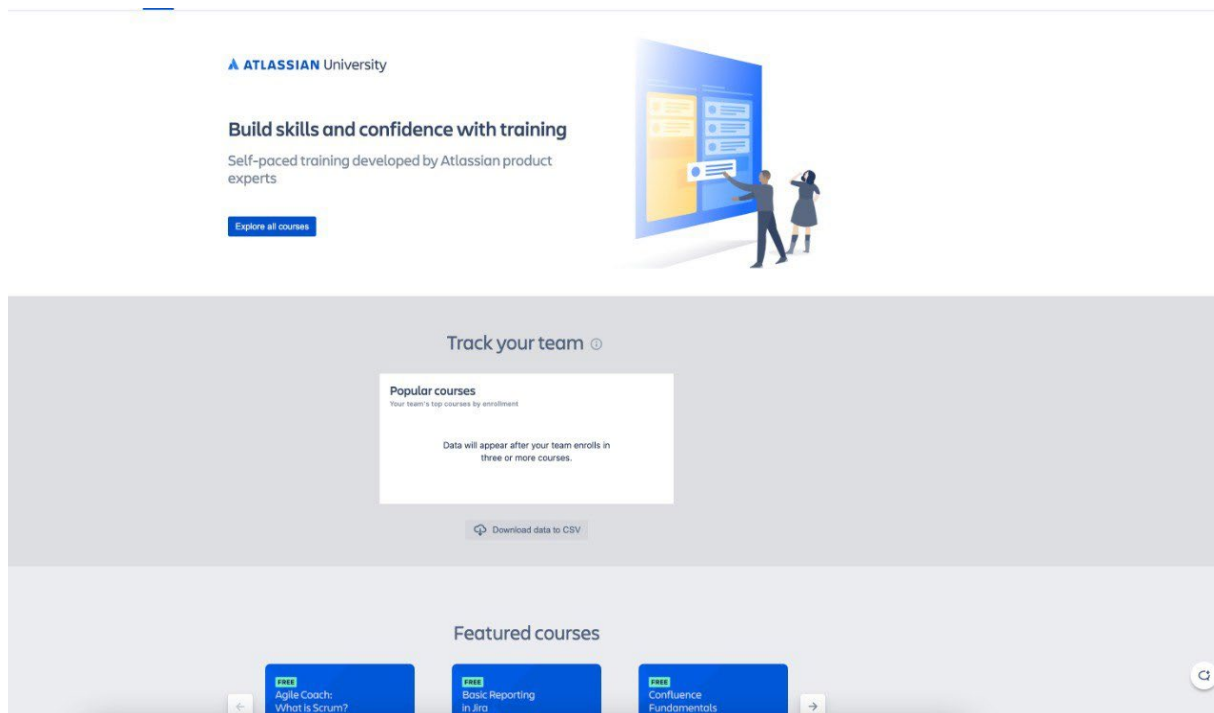 ATLASSIAN University
Build skills and confidence with training
Self-paced training developed by Atlassian product
experts
Explore all courses
Track your team
Popular courses
Your team's top courses by enrollment
Data will appear after your team enrolls in
three or more courses.
Download data to CSV
Featured courses
FREE
Agile Coach:
What is Scrum?
FREE
Basic Reporting
in Jira
FREE
Confluence
Fundamentals